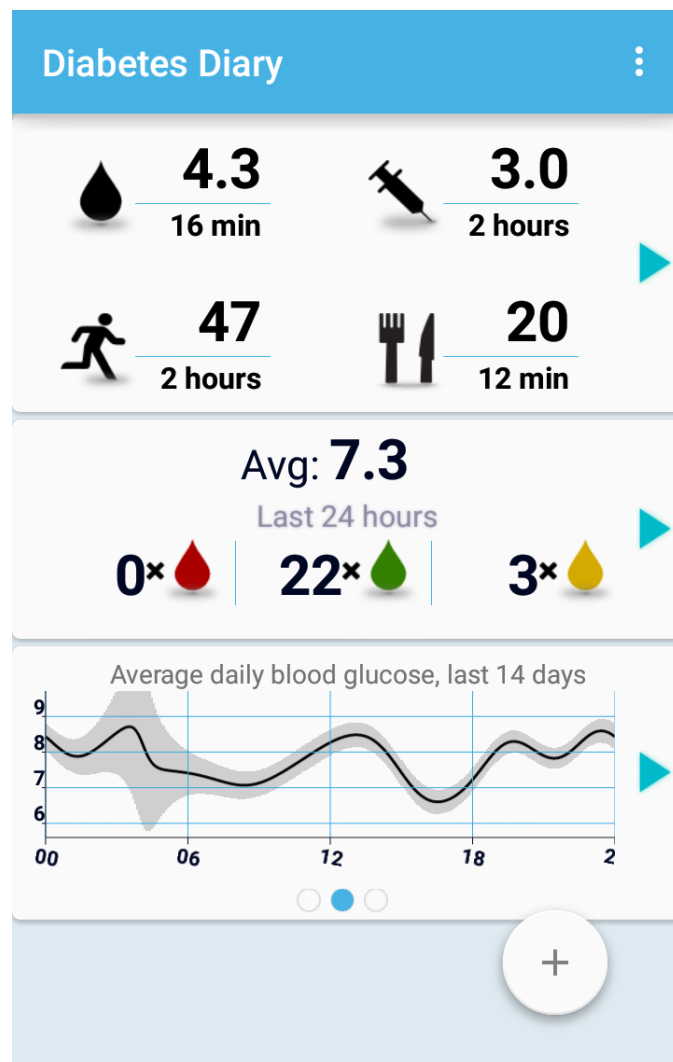 Diabetes Diary
4.3
16 min
3.0
2 hours
47
2 hours
20
12 min
Avg: 7.3
Last 24 hours
0× 22× 3×
Average daily blood glucose, last 14 days
9
8
7
6
00 06 12 18 2
+